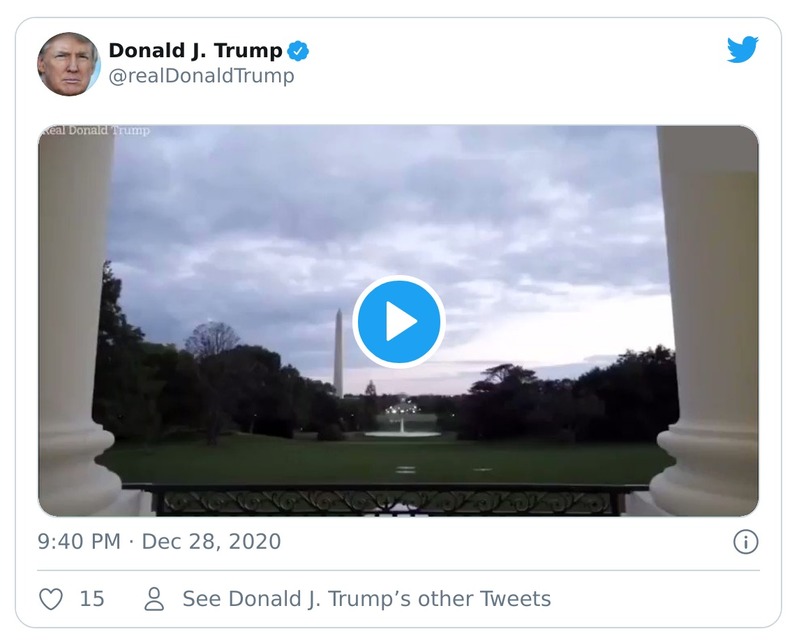 Donald J. Trump
@realDonaldTrump
Real Donald Trump
9:40 PM · Dec 28, 2020
15
See Donald J. Trump’s other Tweets